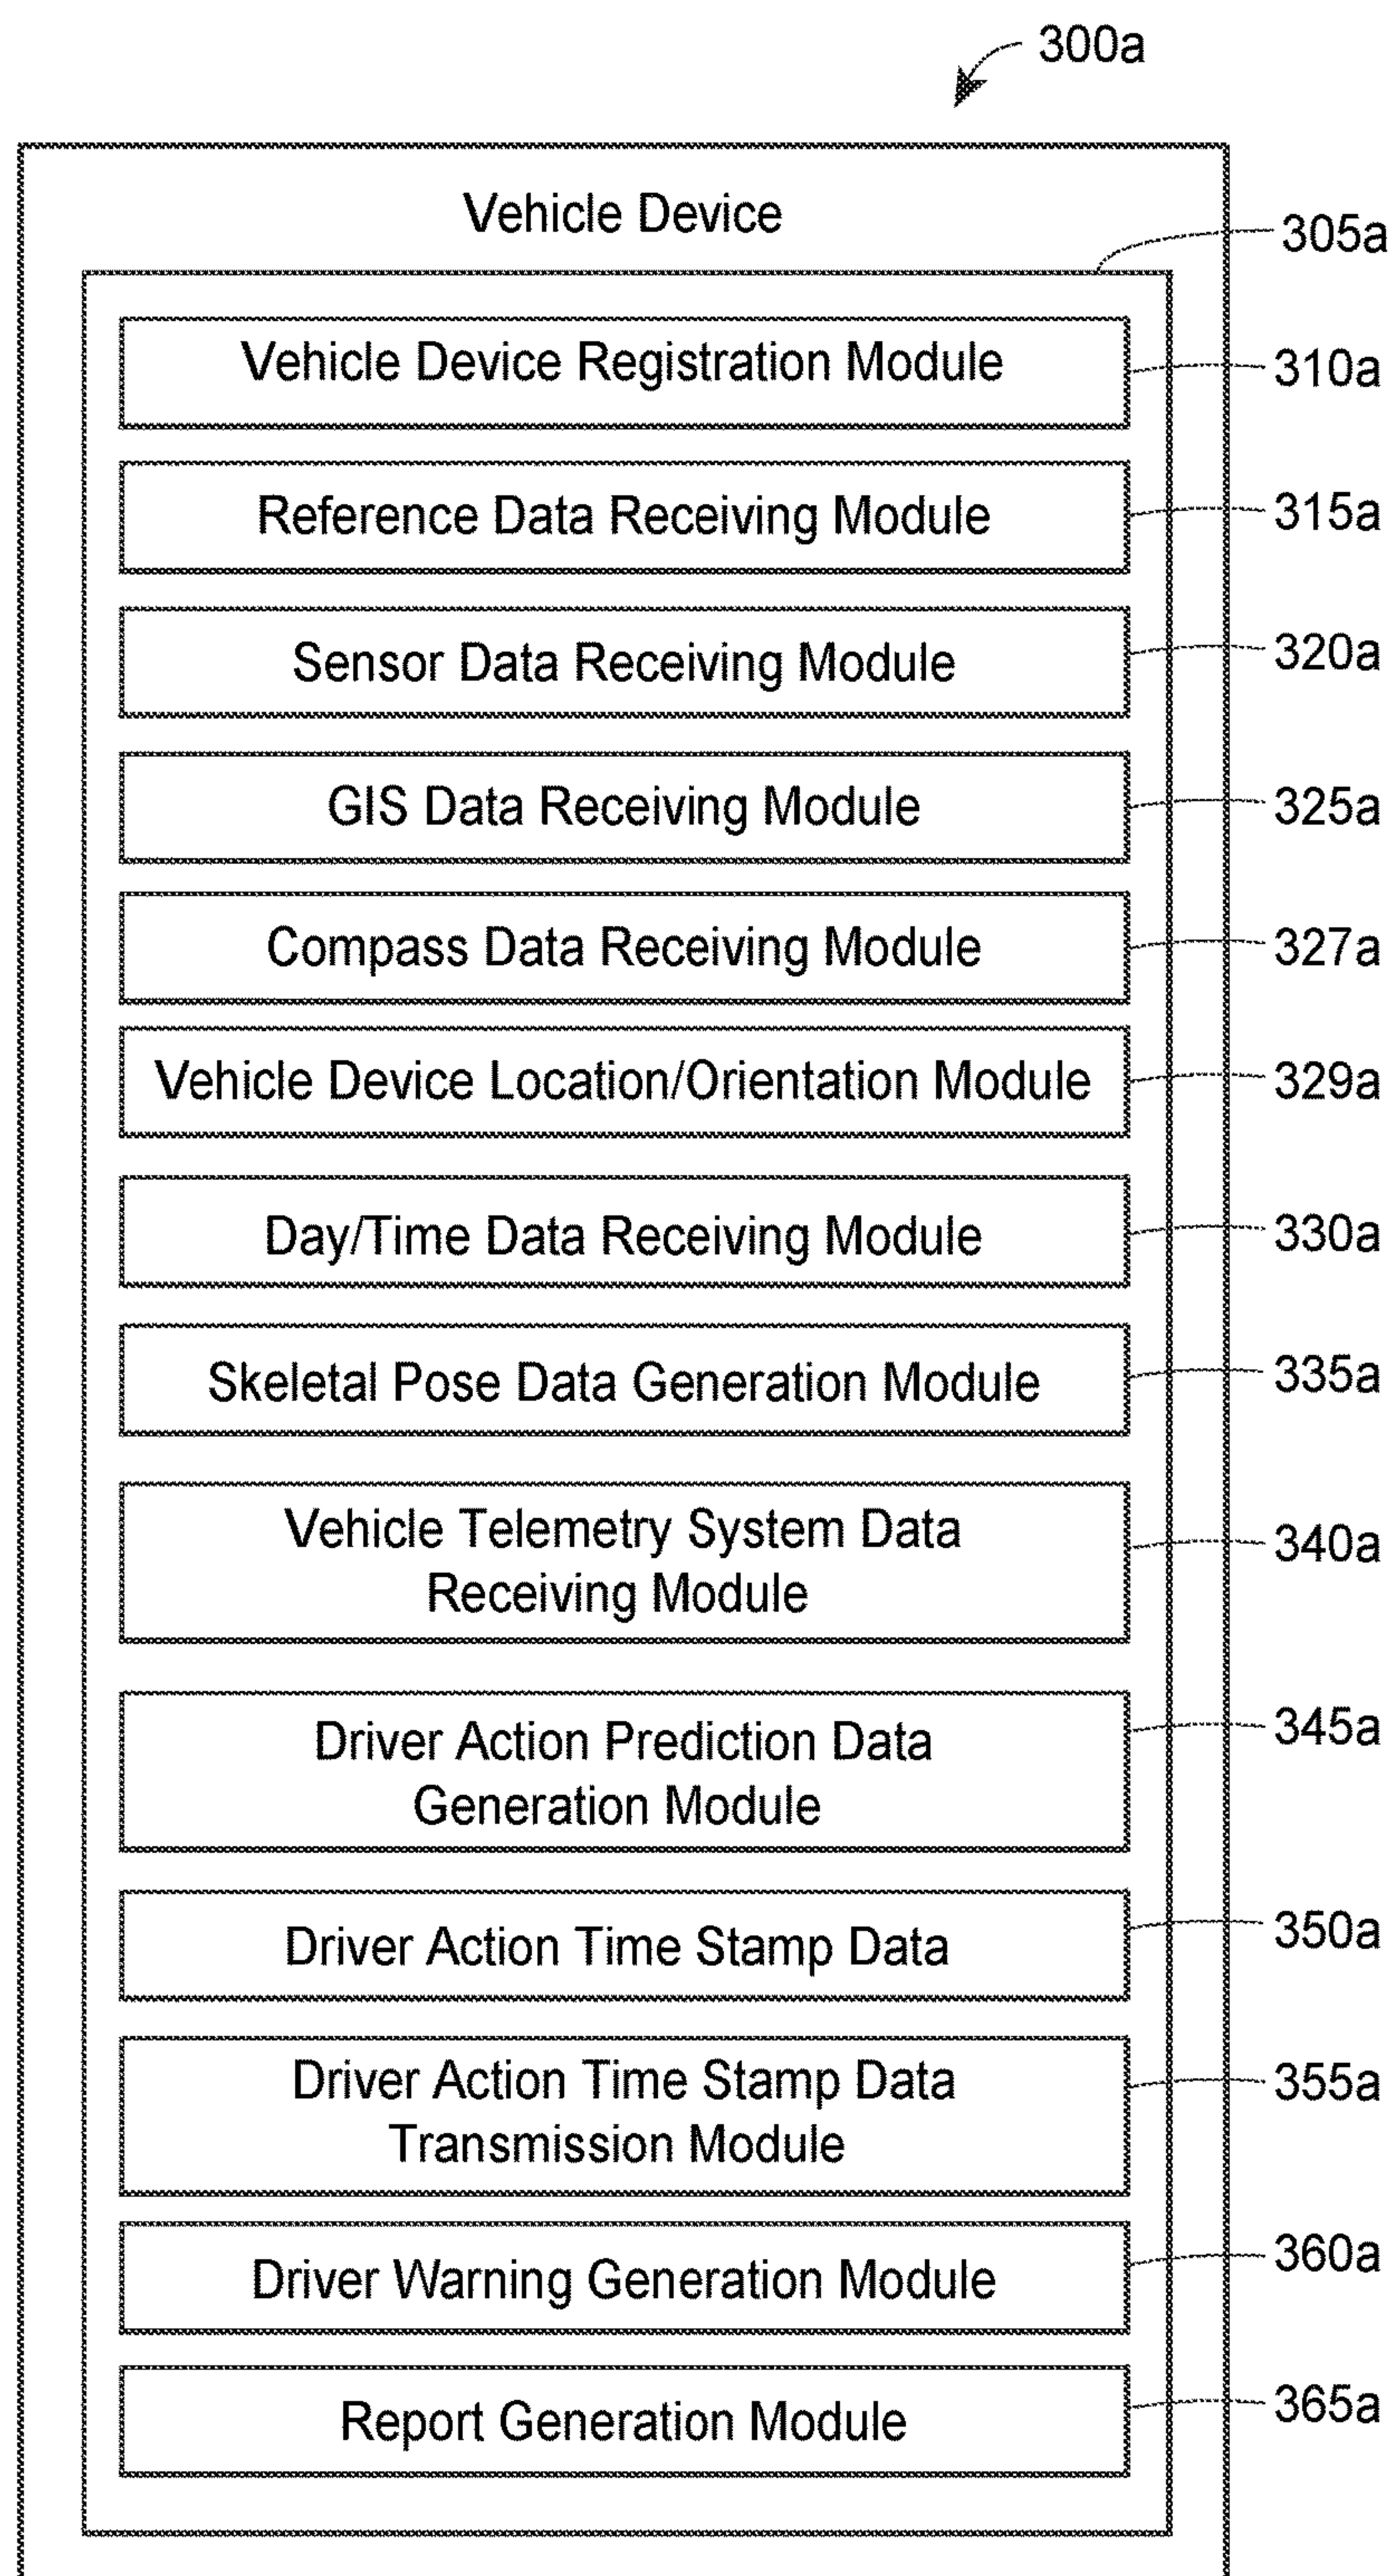 300a
Vehicle Device
305a
Vehicle Device Registration Module
310a
Reference Data Receiving Module
315a
Sensor Data Receiving Module
320a
GIS Data Receiving Module
325a
Compass Data Receiving Module
327a
Vehicle Device Location/Orientation Module
329a
Day/Time Data Receiving Module
330a
Skeletal Pose Data Generation Module
335a
Vehicle Telemetry System Data
Receiving Module
340a
Driver Action Prediction Data
Generation Module
345a
Driver Action Time Stamp Data
350a
Driver Action Time Stamp Data
Transmission Module
355a
Driver Warning Generation Module
360a
Report Generation Module
365a